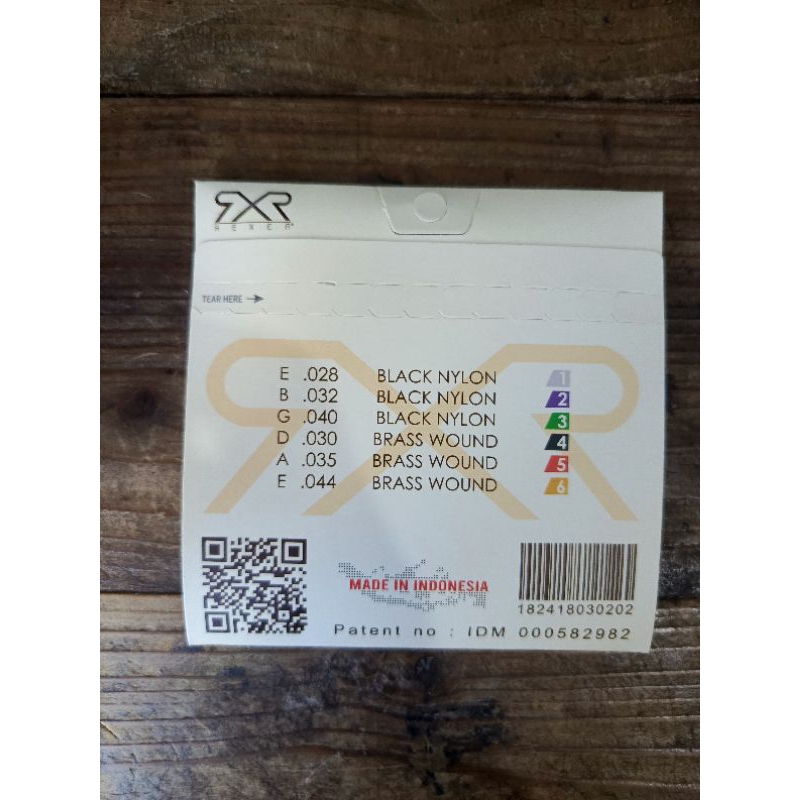 RXR
REXER
TEAR HERE
E .028 BLACK NYLON 1
B .032 BLACK NYLON 2
G .040 BLACK NYLON 3
D .030 BRASS WOUND 4
A .035 BRASS WOUND 5
E .044 BRASS WOUND 6
MADE IN INDONESIA
182418030202
Patent no : IDM 000582982